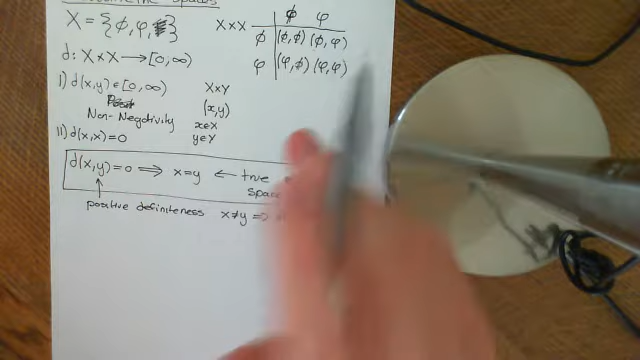 X = {ϕ, φ, }
X×X ϕ φ
ϕ (ϕ,ϕ) (ϕ,φ)
φ (φ,ϕ) (φ,φ)
d: X×X → [0,∞)
I) d(x,y) ∈ [0,∞) X×Y
Non-Negativity (x,y)
x∈X
II) d(x,x)=0 y∈Y
d(x,y)=0 ⟹ x=y ← true
positive definiteness x≠y ⟹